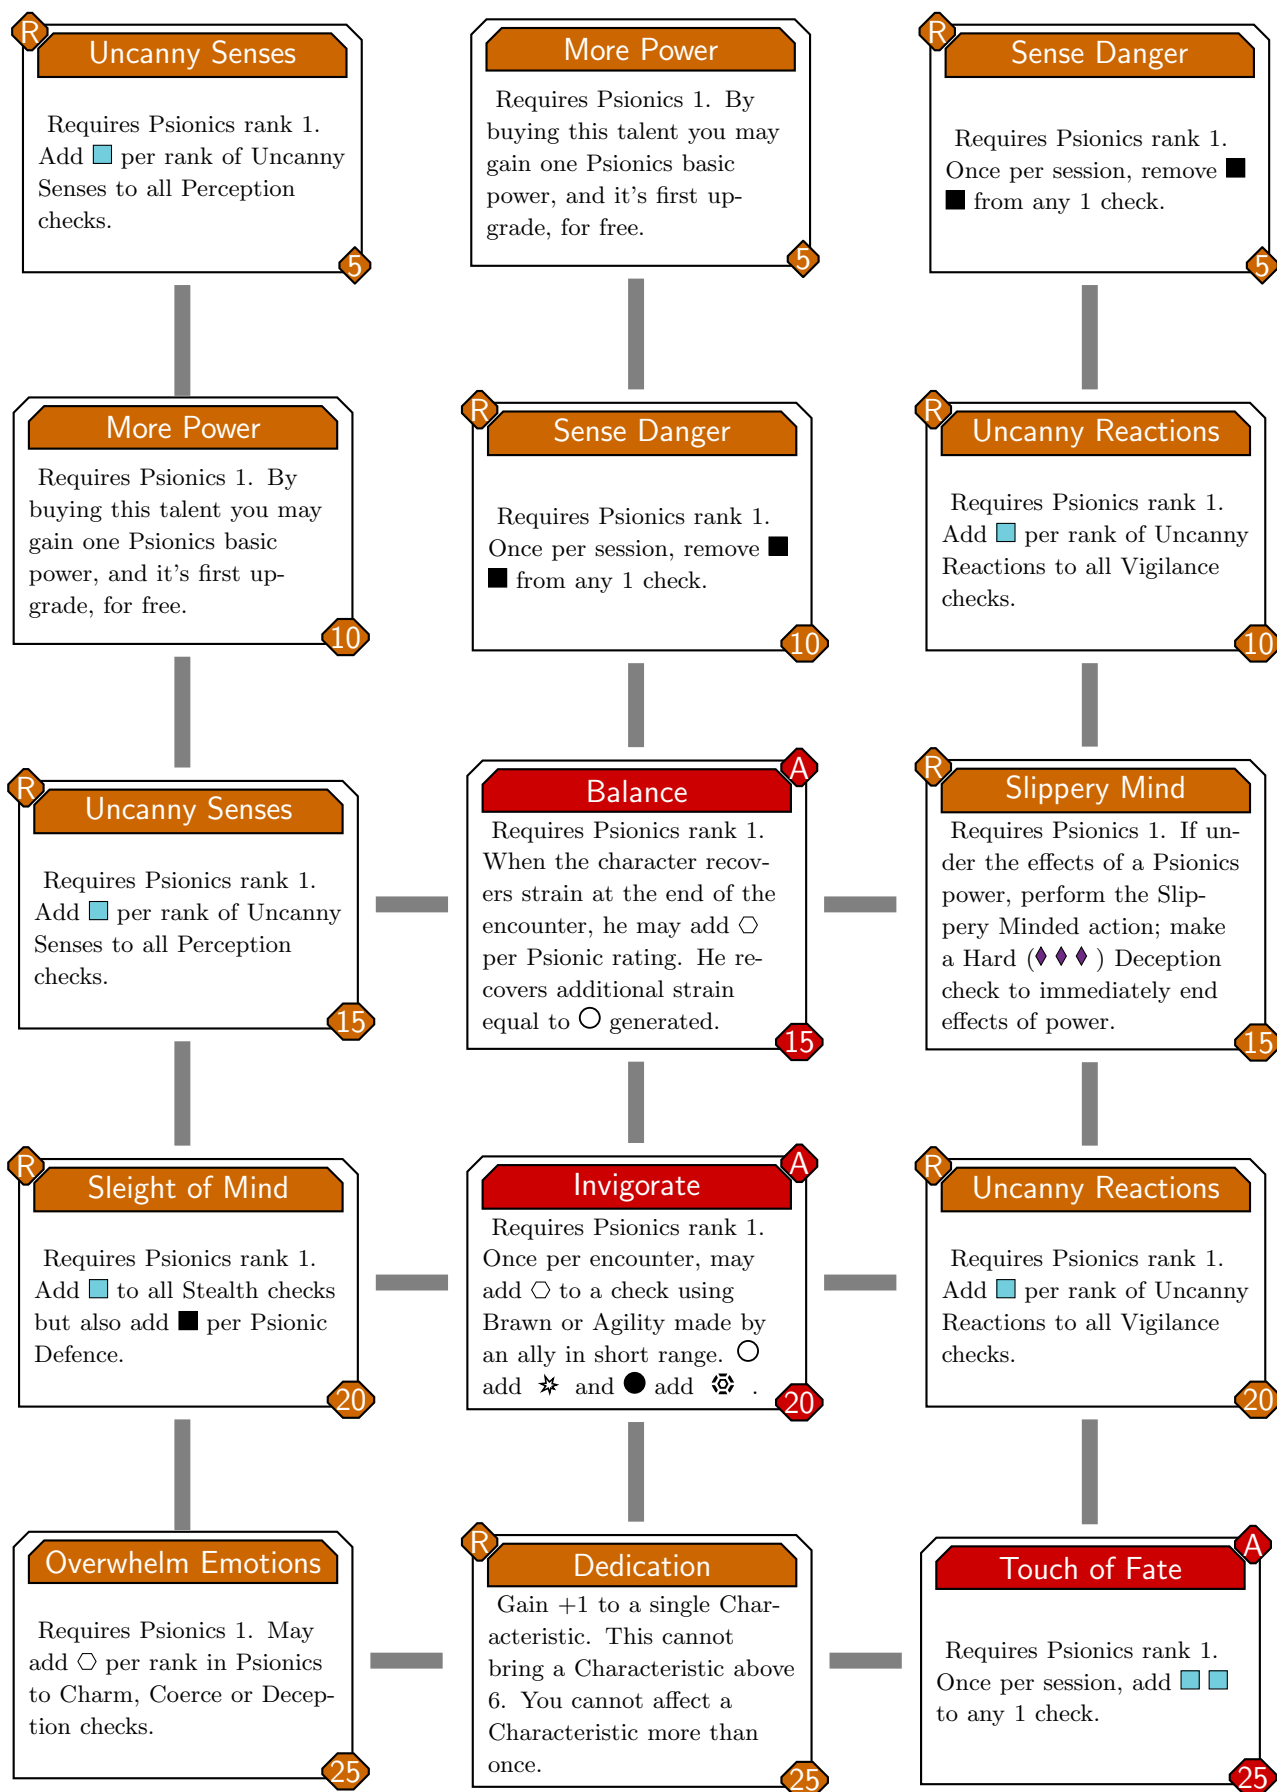 R
Uncanny Senses
Requires Psionics rank 1.
Add per rank of Uncanny
Senses to all Perception
checks.
5
More Power
Requires Psionics 1. By
buying this talent you may
gain one Psionics basic
power, and it's first up-
grade, for free.
5
R
Sense Danger
Requires Psionics rank 1.
Once per session, remove ■
■ from any 1 check.
5
More Power
Requires Psionics 1. By
buying this talent you may
gain one Psionics basic
power, and it's first up-
grade, for free.
10
R
Sense Danger
Requires Psionics rank 1.
Once per session, remove ■
■ from any 1 check.
10
R
Uncanny Reactions
Requires Psionics rank 1.
Add per rank of Uncanny
Reactions to all Vigilance
checks.
10
R
Uncanny Senses
Requires Psionics rank 1.
Add per rank of Uncanny
Senses to all Perception
checks.
15
A
Balance
Requires Psionics rank 1.
When the character recov-
ers strain at the end of the
encounter, he may add
per Psionic rating. He re-
covers additional strain
equal to generated.
15
R
Slippery Mind
Requires Psionics 1. If un-
der the effects of a Psionics
power, perform the Slip-
pery Minded action; make
a Hard (♦ ♦ ♦ ) Deception
check to immediately end
effects of power.
15
R
Sleight of Mind
Requires Psionics rank 1.
Add to all Stealth checks
but also add ■ per Psionic
Defence.
20
A
Invigorate
Requires Psionics rank 1.
Once per encounter, may
add to a check using
Brawn or Agility made by
an ally in short range.
add and add .
20
R
Uncanny Reactions
Requires Psionics rank 1.
Add per rank of Uncanny
Reactions to all Vigilance
checks.
20
Overwhelm Emotions
Requires Psionics 1. May
add per rank in Psionics
to Charm, Coerce or Decep-
tion checks.
25
R
Dedication
Gain +1 to a single Char-
acteristic. This cannot
bring a Characteristic above
6. You cannot affect a
Characteristic more than
once.
25
A
Touch of Fate
Requires Psionics rank 1.
Once per session, add
to any 1 check.
25